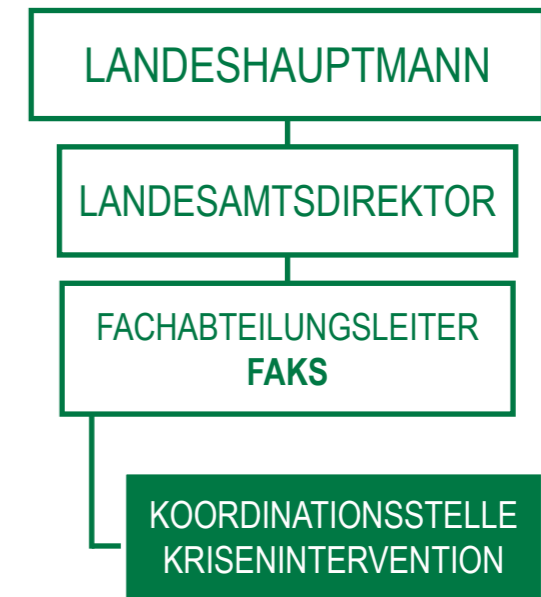 LANDESHAUPTMANN
LANDESAMTSDIREKTOR
FACHABTEILUNGSLEITER
FAKS
KOORDINATIONSSTELLE
KRISENINTERVENTION